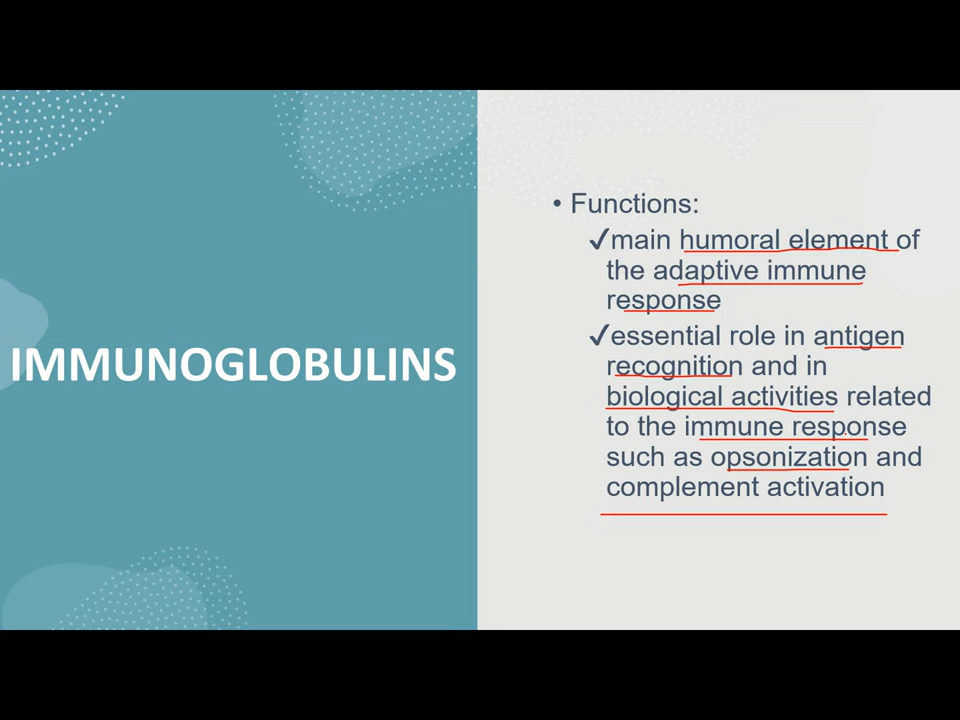 IMMUNOGLOBULINS
• Functions:
✓main humoral element of
the adaptive immune
response
✓essential role in antigen
recognition and in
biological activities related
to the immune response
such as opsonization and
complement activation